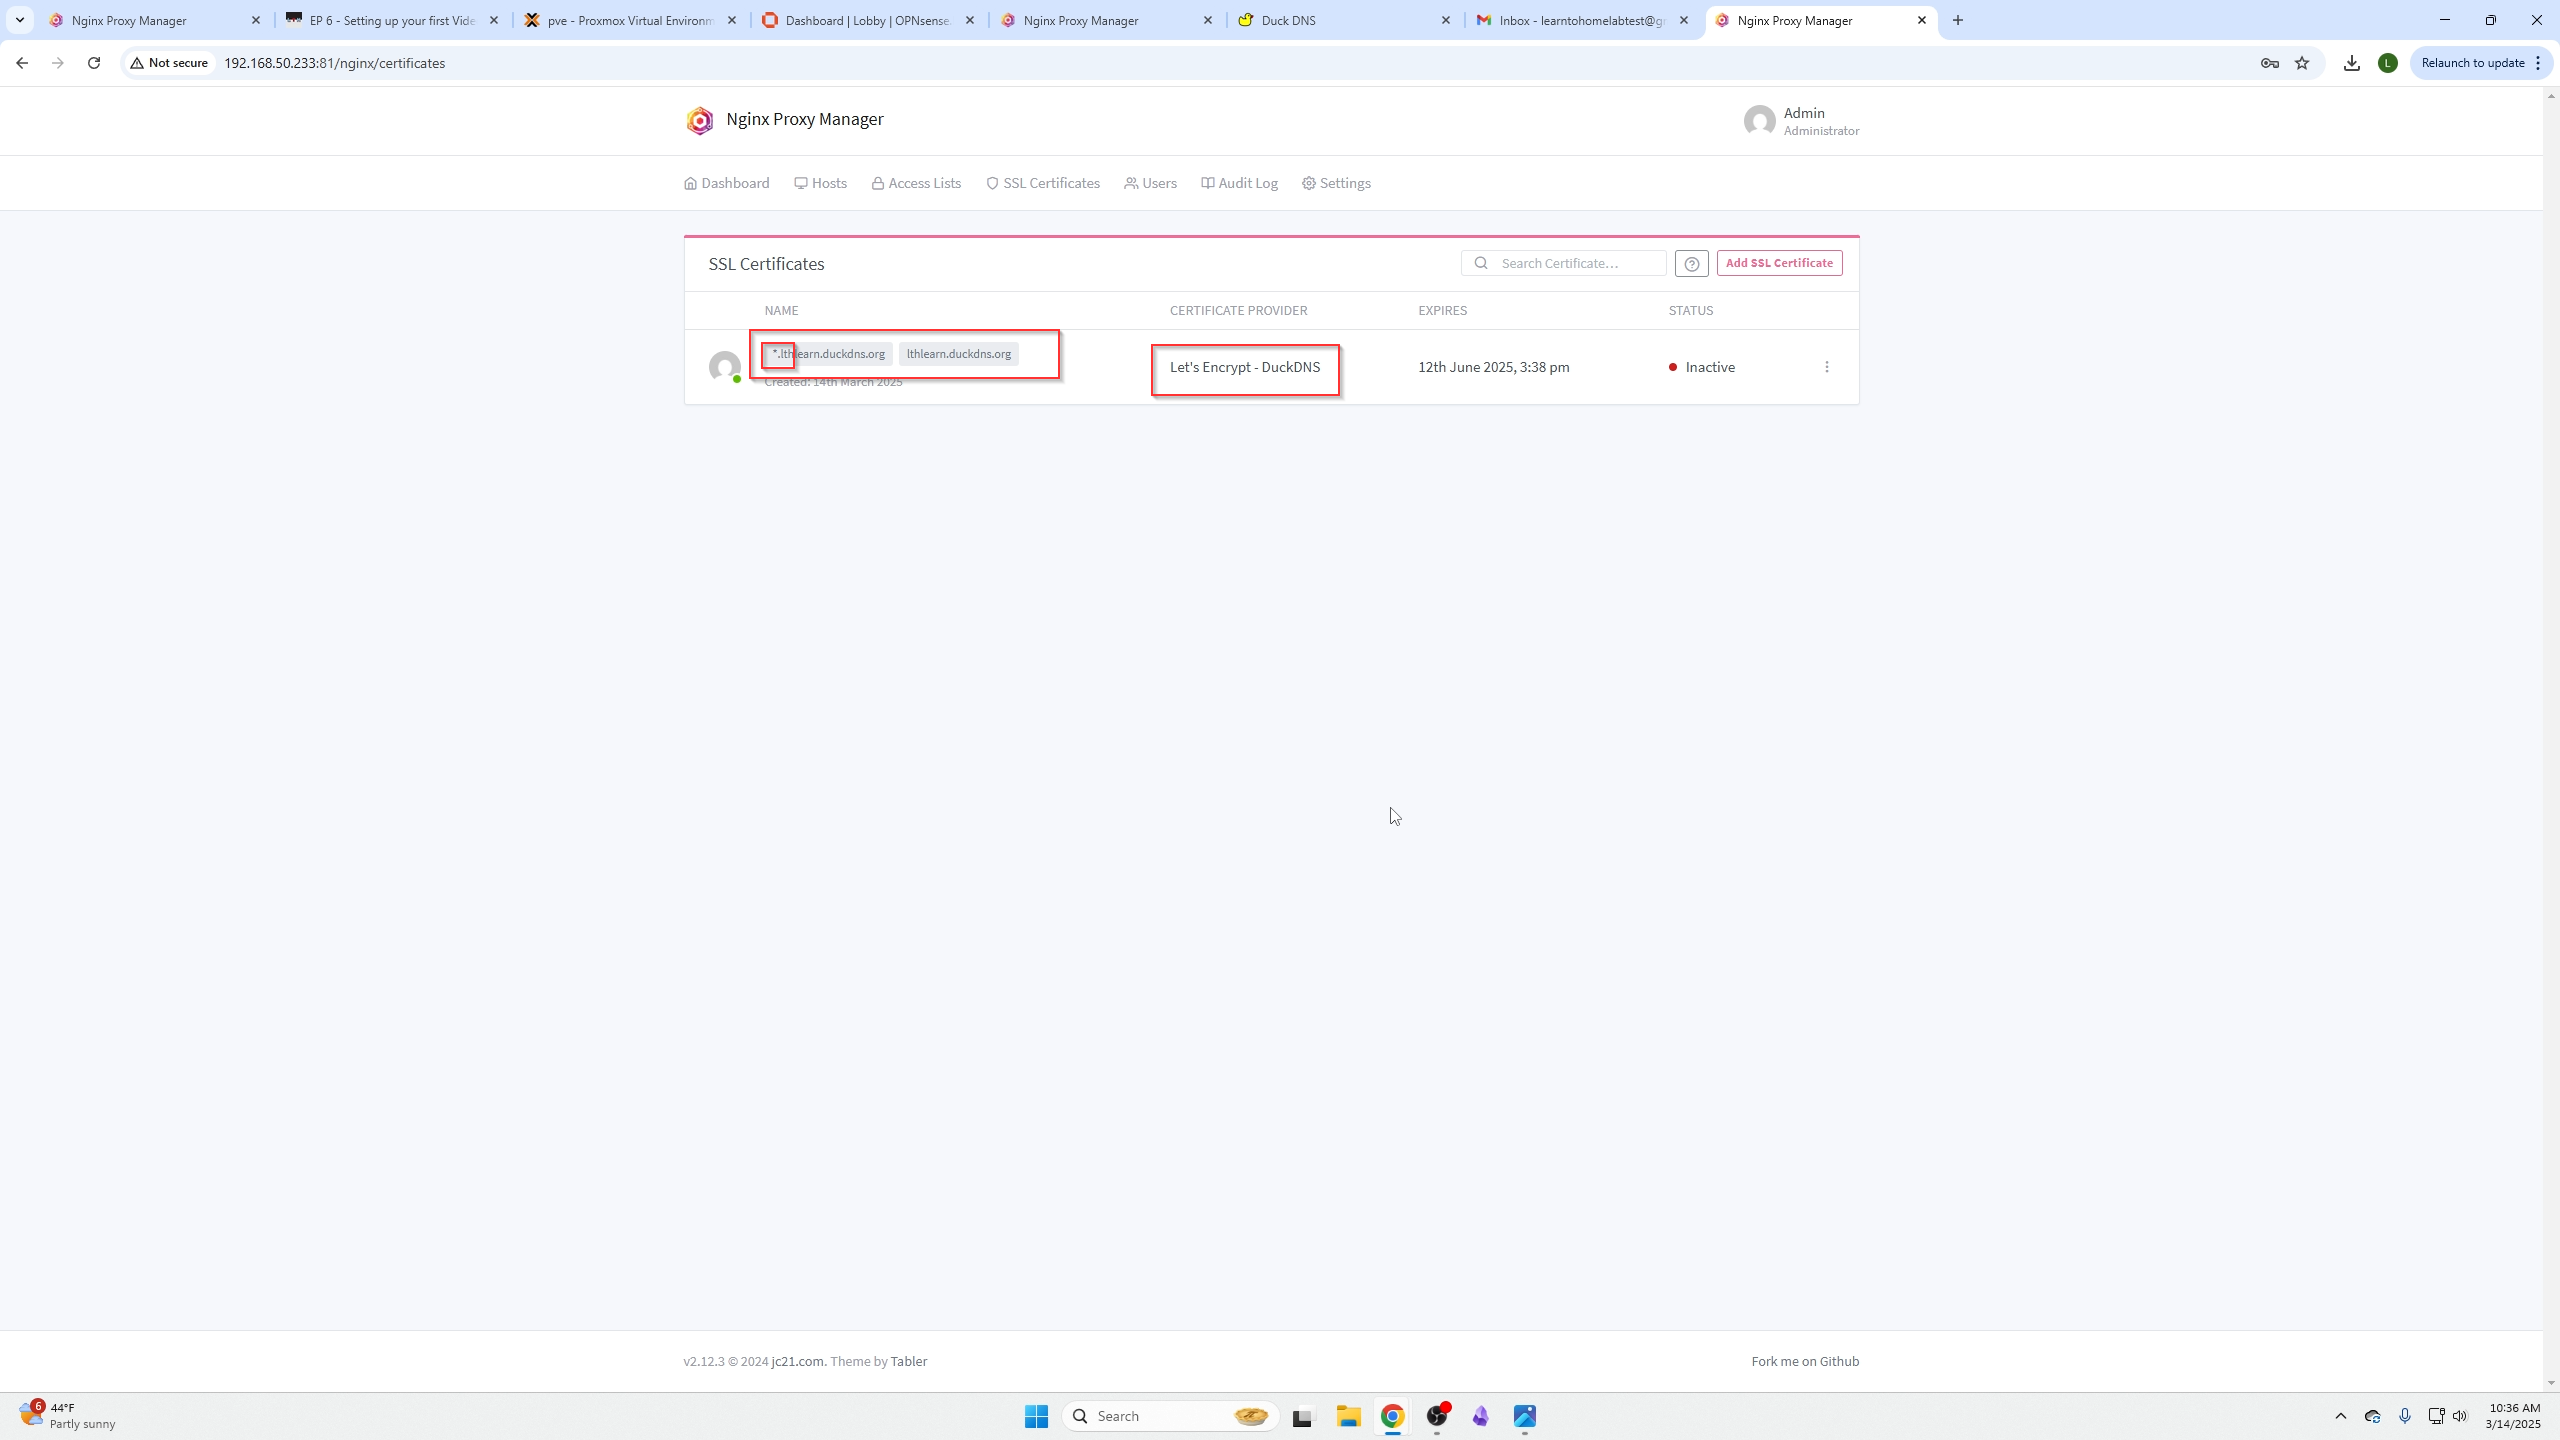 Nginx Proxy Manager
EP 6 - Setting up your first Vide
pve - Proxmox Virtual Environm
Dashboard | Lobby | OPNsense.
Nginx Proxy Manager
Duck DNS
Inbox - learntohomelabtest@gm
Nginx Proxy Manager
Not secure
192.168.50.233:81/nginx/certificates
L
Relaunch to update
Nginx Proxy Manager
Admin
Administrator
Dashboard
Hosts
Access Lists
SSL Certificates
Users
Audit Log
Settings
SSL Certificates
Search Certificate…
Add SSL Certificate
NAME
CERTIFICATE PROVIDER
EXPIRES
STATUS
*.lthlearn.duckdns.org
lthlearn.duckdns.org
Created: 14th March 2025
Let's Encrypt - DuckDNS
12th June 2025, 3:38 pm
Inactive
v2.12.3 © 2024 jc21.com. Theme by Tabler
Fork me on Github
6
44°F
Partly sunny
Search
10:36 AM
3/14/2025